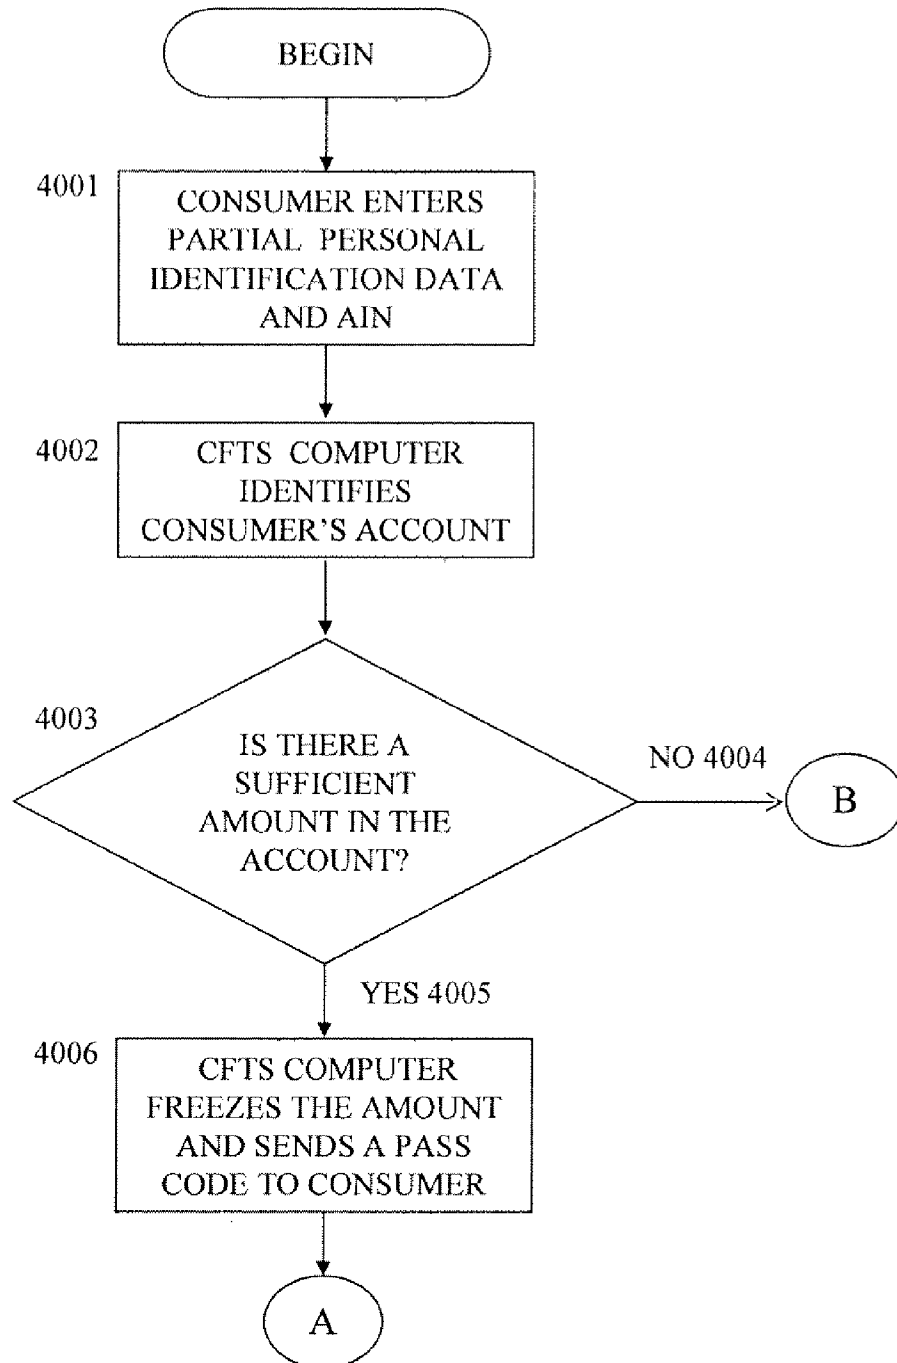 BEGIN
4001
CONSUMER ENTERS
PARTIAL PERSONAL
IDENTIFICATION DATA
AND AIN
4002
CFTS COMPUTER
IDENTIFIES
CONSUMER'S ACCOUNT
4003
IS THERE A
SUFFICIENT
AMOUNT IN THE
ACCOUNT?
NO 4004
B
YES 4005
4006
CFTS COMPUTER
FREEZES THE AMOUNT
AND SENDS A PASS
CODE TO CONSUMER
A